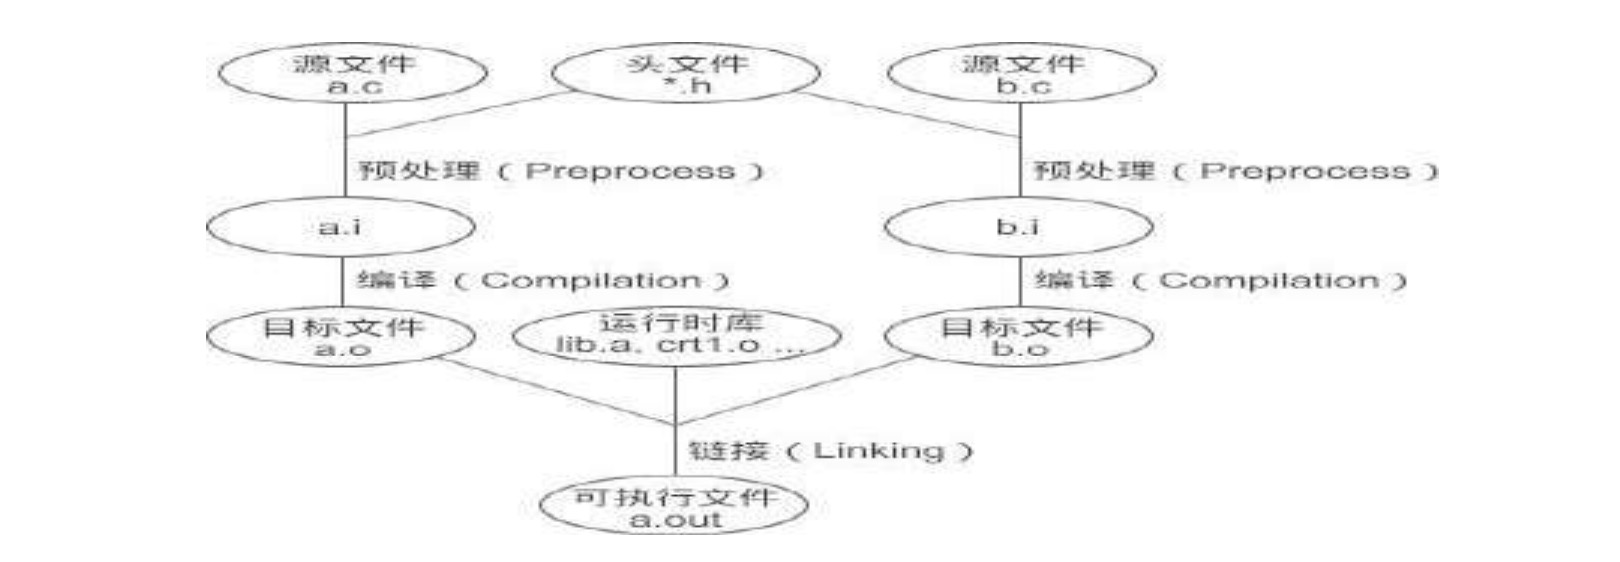 源文件
a.c
头文件
*.h
源文件
b.c
预处理（Preprocess）
预处理（Preprocess）
a.i
b.i
编译（Compilation）
编译（Compilation）
目标文件
a.o
运行时库
lib.a, crt1.o ...
目标文件
b.o
链接（Linking）
可执行文件
a.out